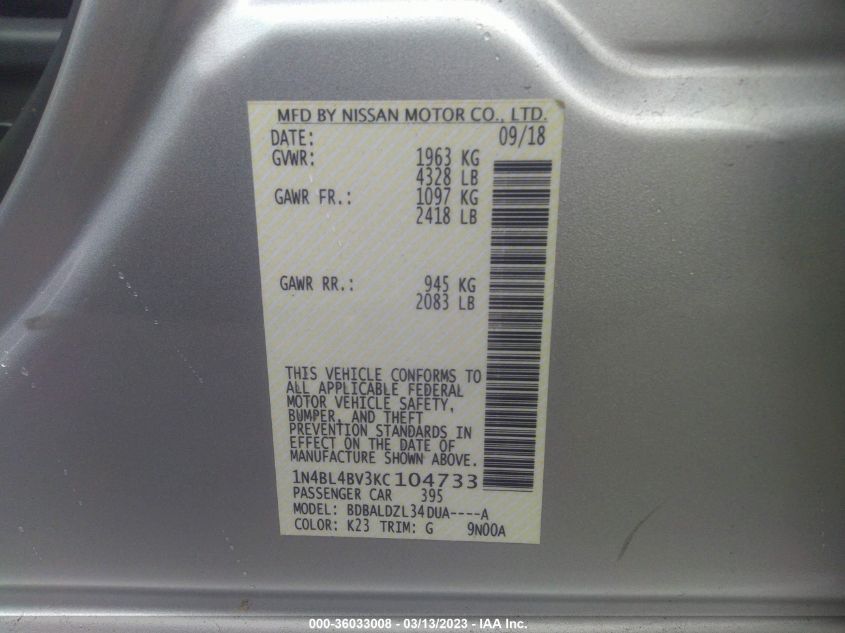 MFD BY NISSAN MOTOR CO., LTD.
DATE: 09/18
GVWR: 1963 KG
4328 LB
GAWR FR.: 1097 KG
2418 LB
GAWR RR.: 945 KG
2083 LB
THIS VEHICLE CONFORMS TO
ALL APPLICABLE FEDERAL
MOTOR VEHICLE SAFETY,
BUMPER, AND THEFT
PREVENTION STANDARDS IN
EFFECT ON THE DATE OF
MANUFACTURE SHOWN ABOVE.
1N4BL4BV3KC104733
PASSENGER CAR 395
MODEL: BDBALDZL34DUA----A
COLOR: K23 TRIM: G 9N00A
000-36033008 - 03/13/2023 - IAA Inc.